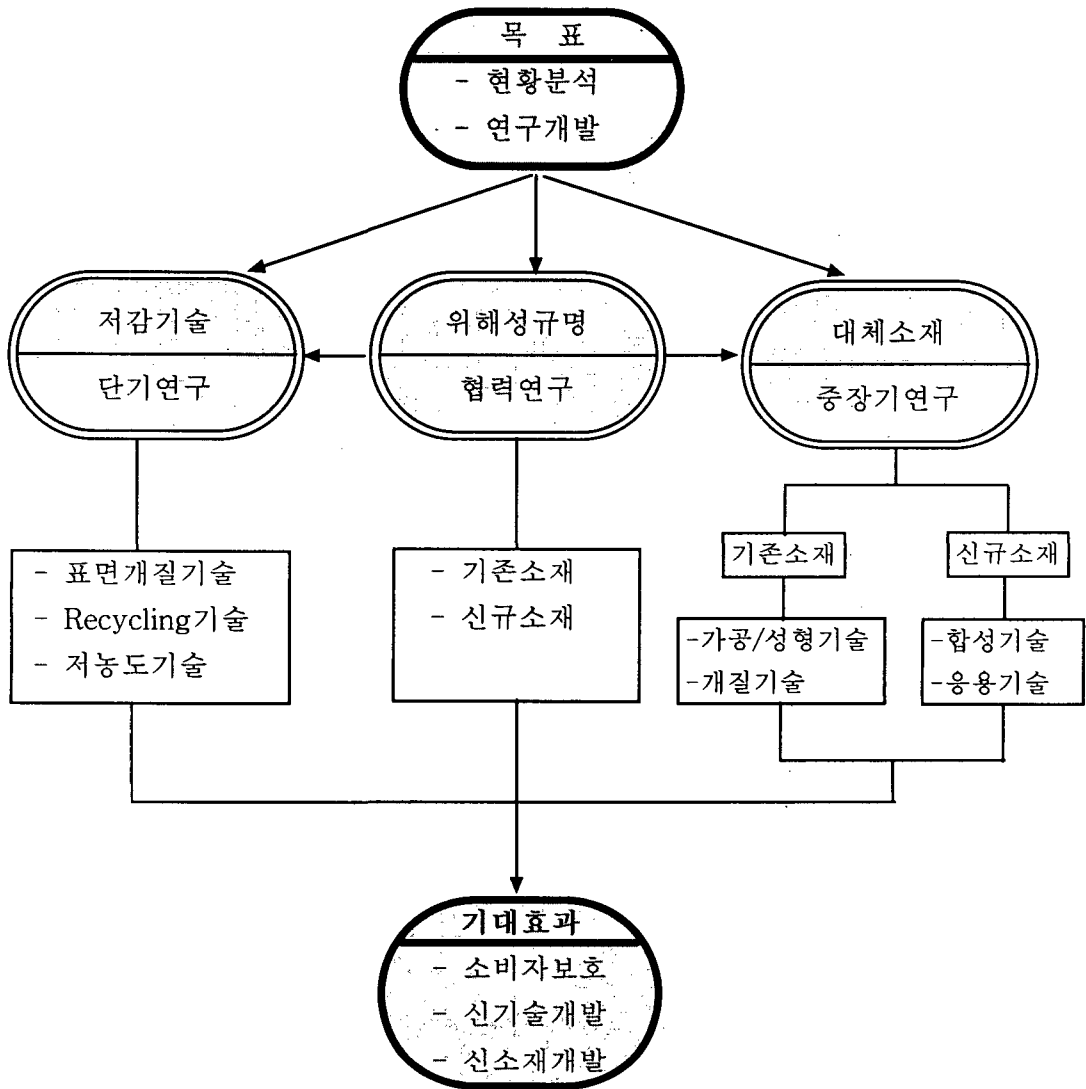 목 표
- 현황분석
- 연구개발
저감기술
단기연구
위해성규명
협력연구
대체소재
중장기연구
- 표면개질기술
- Recycling기술
- 저농도기술
- 기존소재
- 신규소재
기존소재
-가공/성형기술
-개질기술
신규소재
-합성기술
-응용기술
기대효과
- 소비자보호
- 신기술개발
- 신소재개발